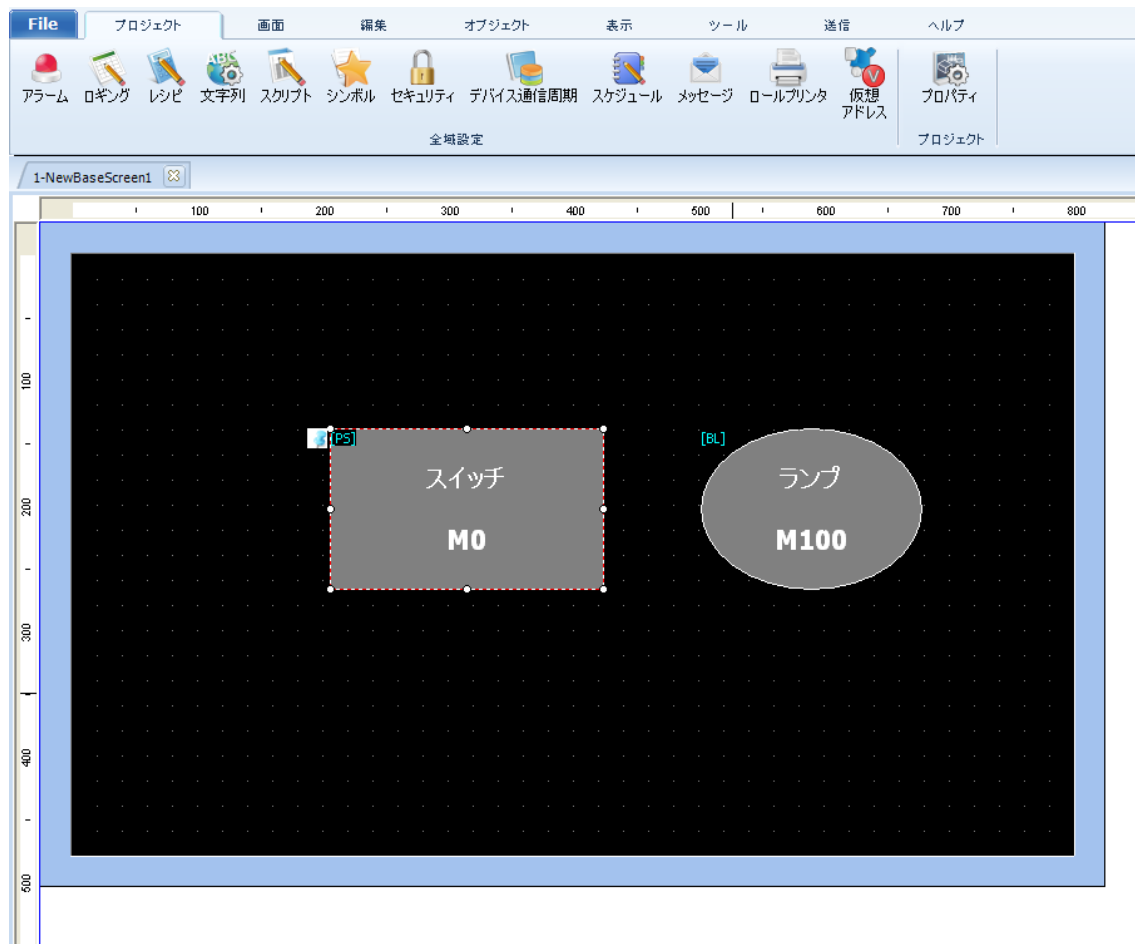 File プロジェクト 画面 編集 オブジェクト 表示 ツール 送信 ヘルプ
アラーム ロギング レシピ 文字列 スクリプト シンボル セキュリティ デバイス通信周期 スケジュール メッセージ ロールプリンタ 仮想 プロパティ
アドレス
全域設定 プロジェクト
1-NewBaseScreen1
100 200 300 400 500 600 700 800
[PS] [BL]
スイッチ ランプ
M0 M100
100
200
300
400
500